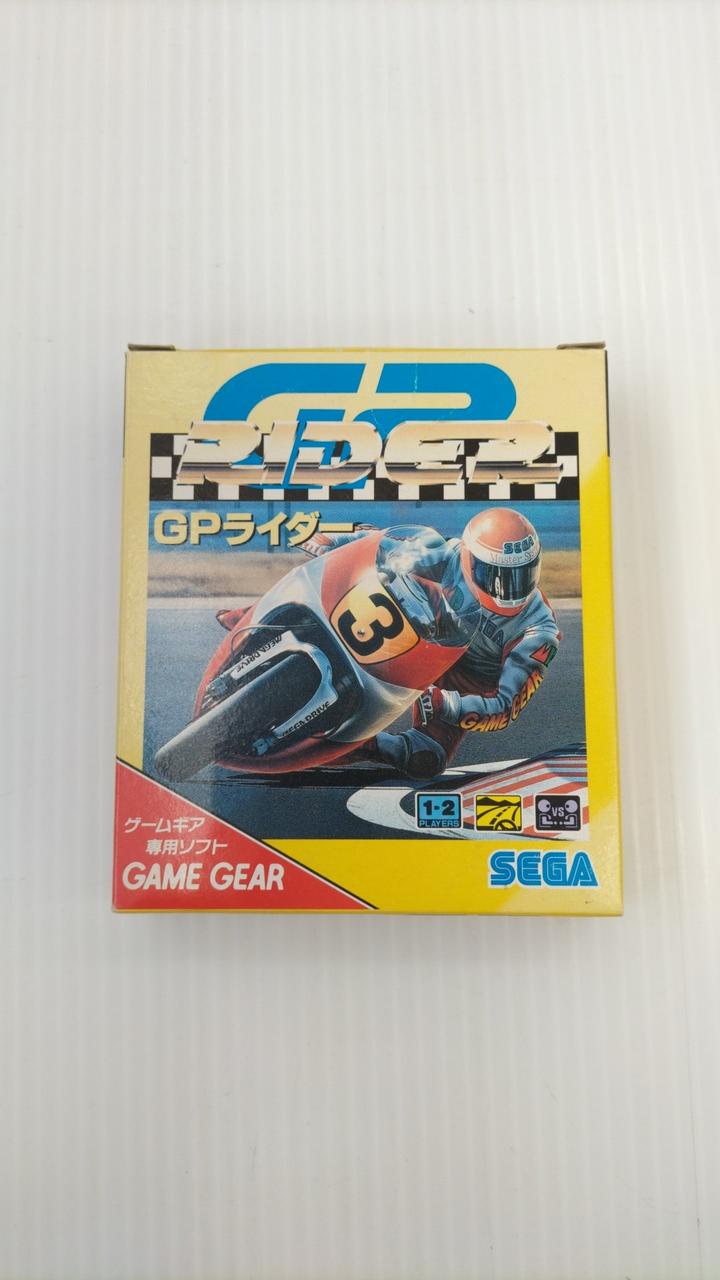 GP
RIDER
GPライダー
SEGA
Master System
3
SEGA
MEGA DRIVE
MEGA DRIVE
GAME GEAR
1-2
PLAYERS
VS
ゲームギア
専用ソフト
GAME GEAR
SEGA